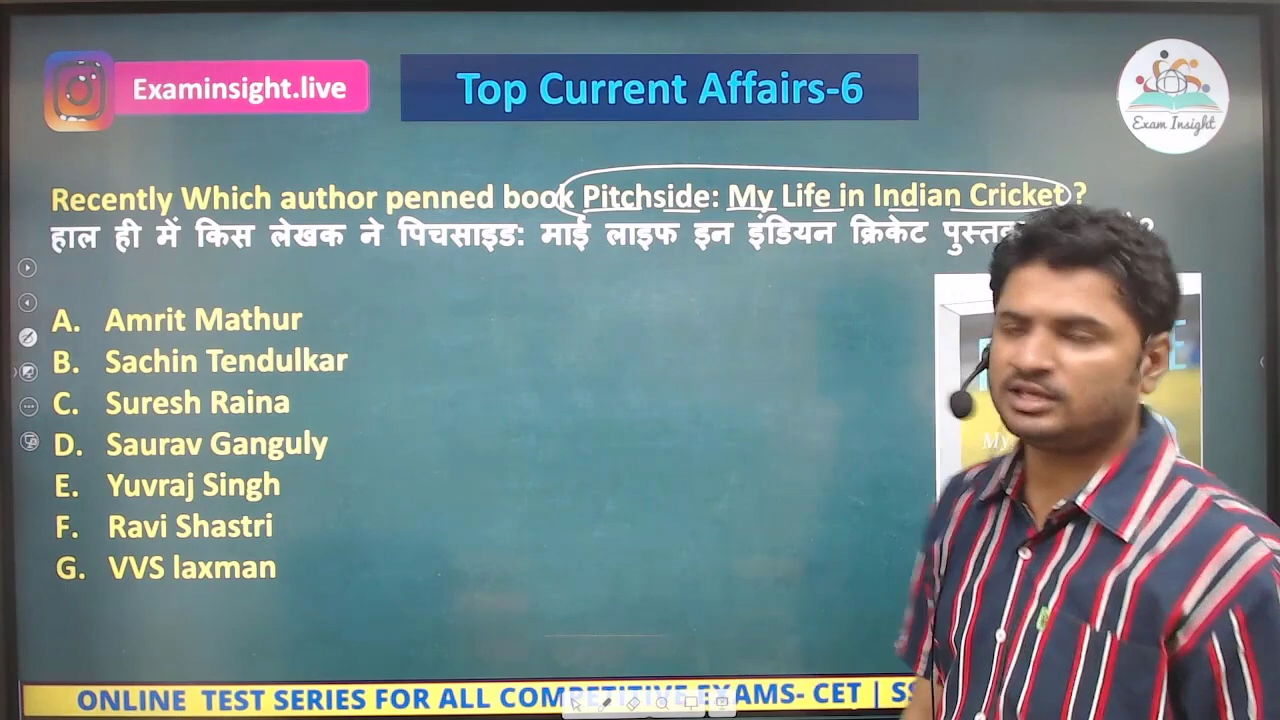 Examinsight.live
Top Current Affairs-6
Exam Insight
Recently Which author penned book Pitchside: My Life in Indian Cricket ?
हाल ही में किस लेखक ने पिचसाइड: माई लाइफ इन इंडियन क्रिकेट
A. Amrit Mathur
B. Sachin Tendulkar
C. Suresh Raina
D. Saurav Ganguly
E. Yuvraj Singh
F. Ravi Shastri
G. VVS laxman
My
ONLINE TEST SERIES FOR ALL COMPETITIVE EXAMS- CET |